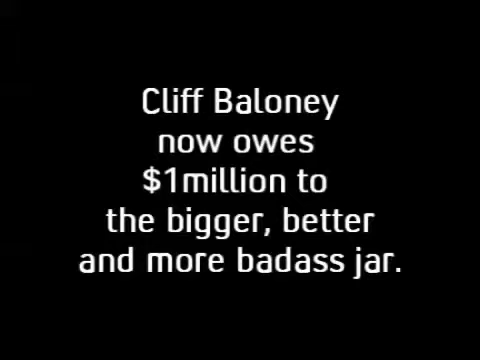 Cliff Baloney
now owes
$1million to
the bigger, better
and more badass jar.